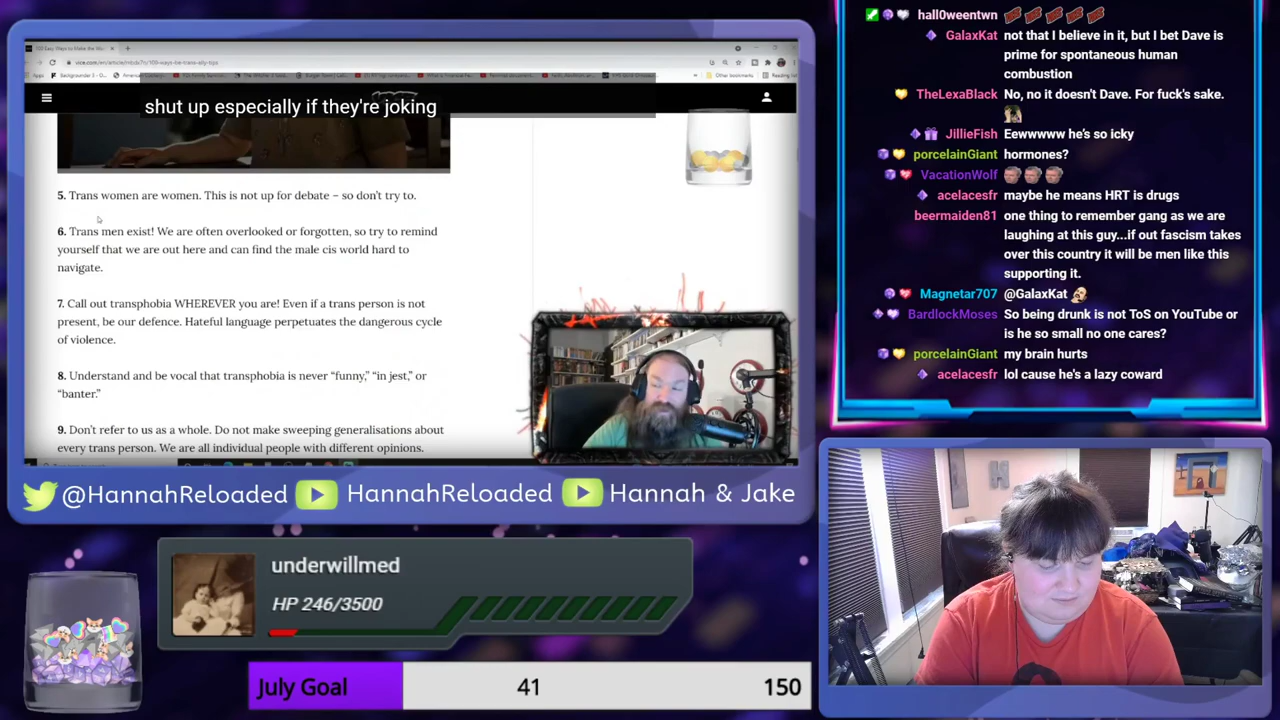 vice.com/en/article/
Other bookmarks
shut up especially if they're joking
5. Trans women are women. This is not up for debate – so don't try to.
6. Trans men exist! We are often overlooked or forgotten, so try to remind
yourself that we are out here and can find the male cis world hard to
navigate.
7. Call out transphobia WHEREVER you are! Even if a trans person is not
present, be our defence. Hateful language perpetuates the dangerous cycle
of violence.
8. Understand and be vocal that transphobia is never “funny,” “in jest,” or
“banter.”
9. Don't refer to us as a whole. Do not make sweeping generalisations about
every trans person. We are all individual people with different opinions.
@HannahReloaded
HannahReloaded
Hannah & Jake
underwillmed
HP 246/3500
July Goal 41 150
hall0weentwn
GalaxKat not that I believe in it, but I bet Dave is
prime for spontaneous human
combustion
TheLexaBlack No, no it doesn't Dave. For fuck's sake.
JillieFish Eewwwww he's so icky
porcelainGiant hormones?
VacationWolf
acelacesfr maybe he means HRT is drugs
beermaiden81 one thing to remember gang as we are
laughing at this guy...if out fascism takes
over this country it will be men like this
supporting it.
Magnetar707 @GalaxKat
BardlockMoses So being drunk is not ToS on YouTube or
is he so small no one cares?
porcelainGiant my brain hurts
acelacesfr lol cause he's a lazy coward